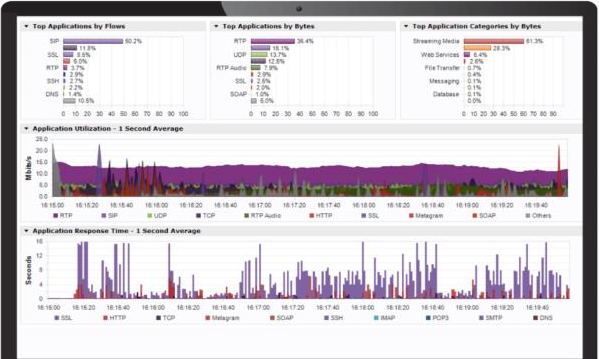 Top Applications by Flows
SIP 50.2%
11.8%
SSL 8.5%
6.0%
RTP 3.7%
2.9%
SSH 2.7%
2.2%
DNS 1.4%
10.5%
0 10 20 30 40 50 60 70 80 90 100
Top Applications by Bytes
RTP 36.4%
16.1%
UDP 13.7%
12.8%
RTP Audio 7.9%
2.9%
SSL 2.5%
2.0%
SOAP 1.0%
5.0%
0 10 20 30 40 50 60 70 80 90 100
Top Application Categories by Bytes
Streaming Media 61.3%
28.3%
Web Services 6.4%
2.6%
File Transfer 0.7%
0.4%
Messaging 0.1%
0.1%
Database 0.1%
0.0%
0 10 20 30 40 50 60 70 80 90
Application Utilization - 1 Second Average
Mbits/s
20.0
15.0
10.0
0.0
16:15:00 16:15:20 16:15:40 16:16:00 16:16:20 16:16:40 16:17:00 16:17:20 16:17:40 16:18:00 16:18:20 16:18:40 16:19:00 16:19:20 16:19:40
RTP SIP UDP TCP RTP Audio HTTP SSL Metagram SOAP Others
Application Response Time - 1 Second Average
Seconds
16
12
8
4
0
16:15:00 16:15:20 16:15:40 16:16:00 16:16:20 16:16:40 16:17:00 16:17:20 16:17:40 16:18:00 16:18:20 16:18:40 16:19:00 16:19:20 16:19:40
SSL HTTP TCP Metagram SOAP SSH IMAP POP3 SMTP DNS